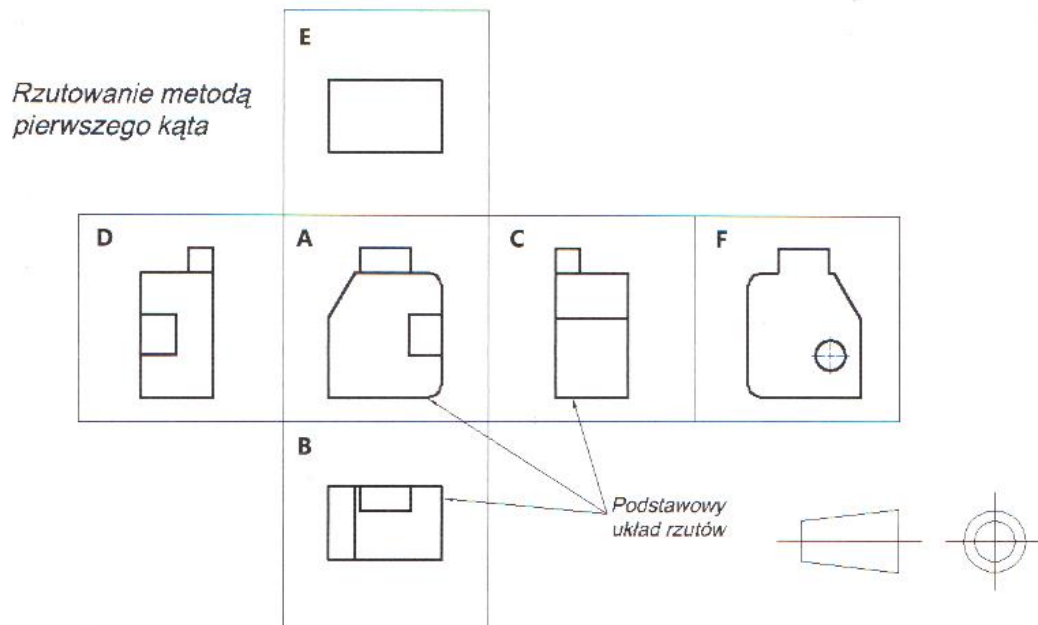 E
Rzutowanie metodą
pierwszego kąta
D
A
C
F
B
Podstawowy
układ rzutów